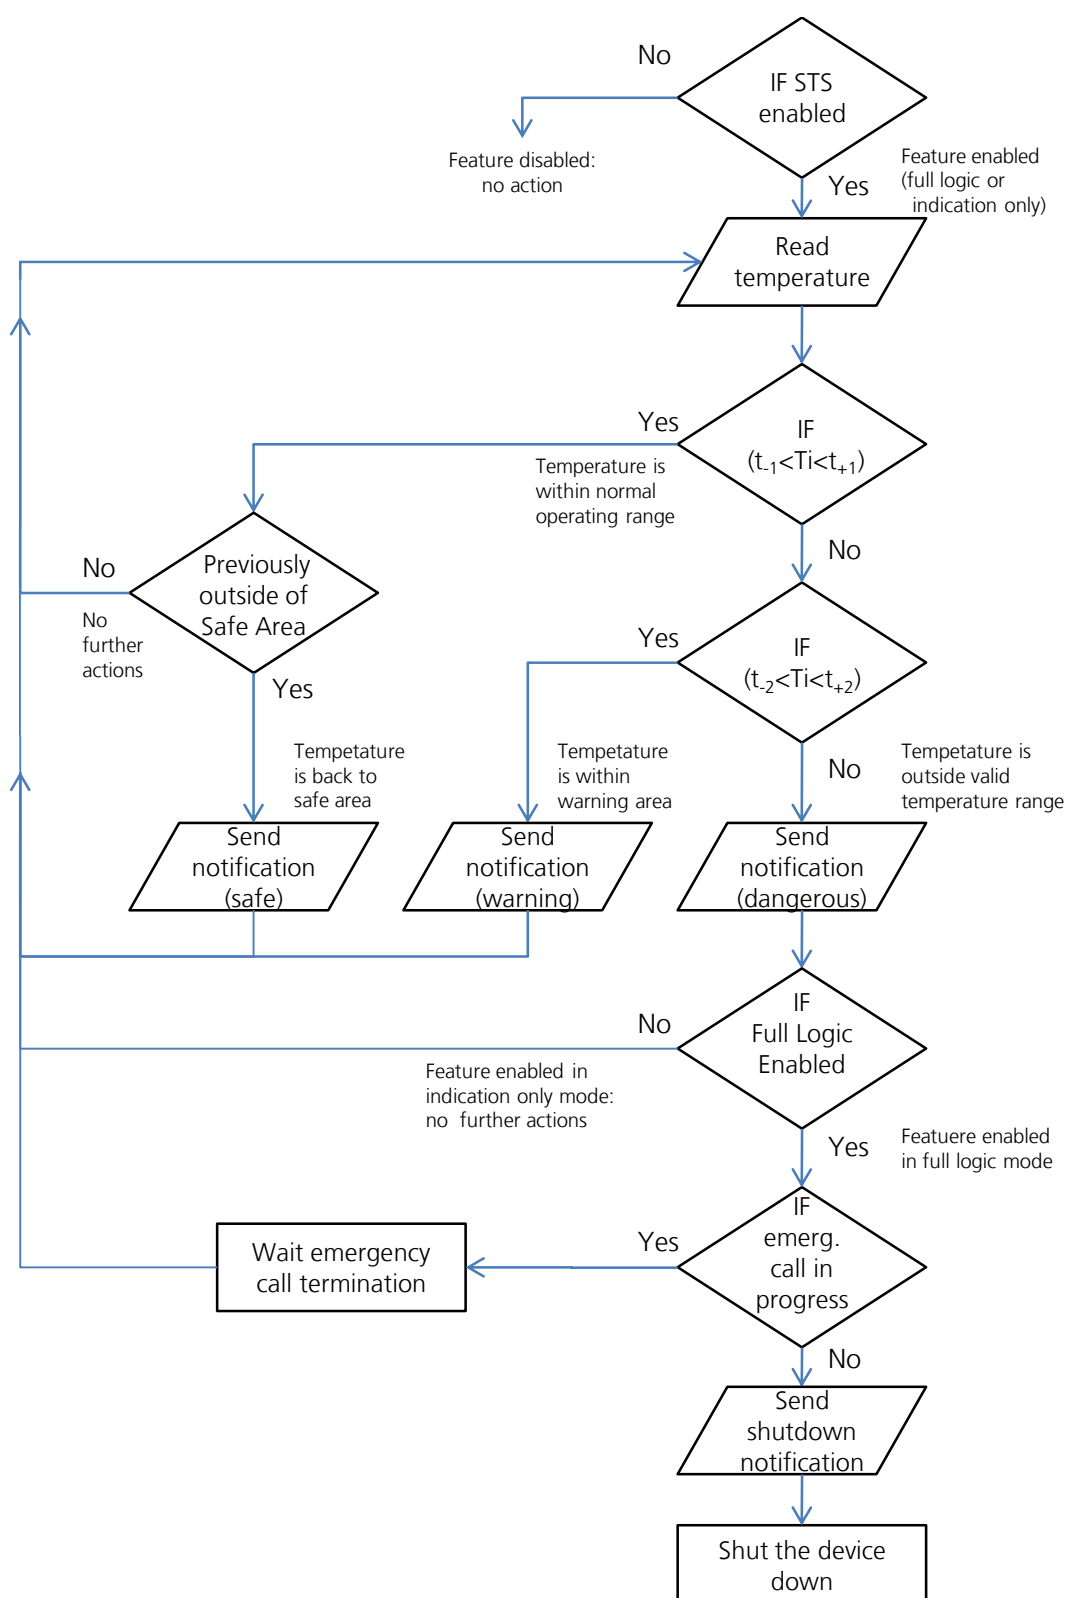 No
IF STS
enabled
Feature disabled:
no action
Yes
Feature enabled
(full logic or
indication only)
Read
temperature
Yes
IF
(t-1<Ti<t+1)
Temperature is
within normal
operating range
No
No
Previously
outside of
Safe Area
No
further
actions
Yes
Yes
IF
(t-2<Ti<t+2)
Tempetature
is back to
safe area
Tempetature
is within
warning area
No
Tempetature is
outside valid
temperature range
Send
notification
(safe)
Send
notification
(warning)
Send
notification
(dangerous)
No
IF
Full Logic
Enabled
Feature enabled in
indication only mode:
no further actions
Yes
Featuere enabled
in full logic mode
Wait emergency
call termination
Yes
IF
emerg.
call in
progress
No
Send
shutdown
notification
Shut the device
down